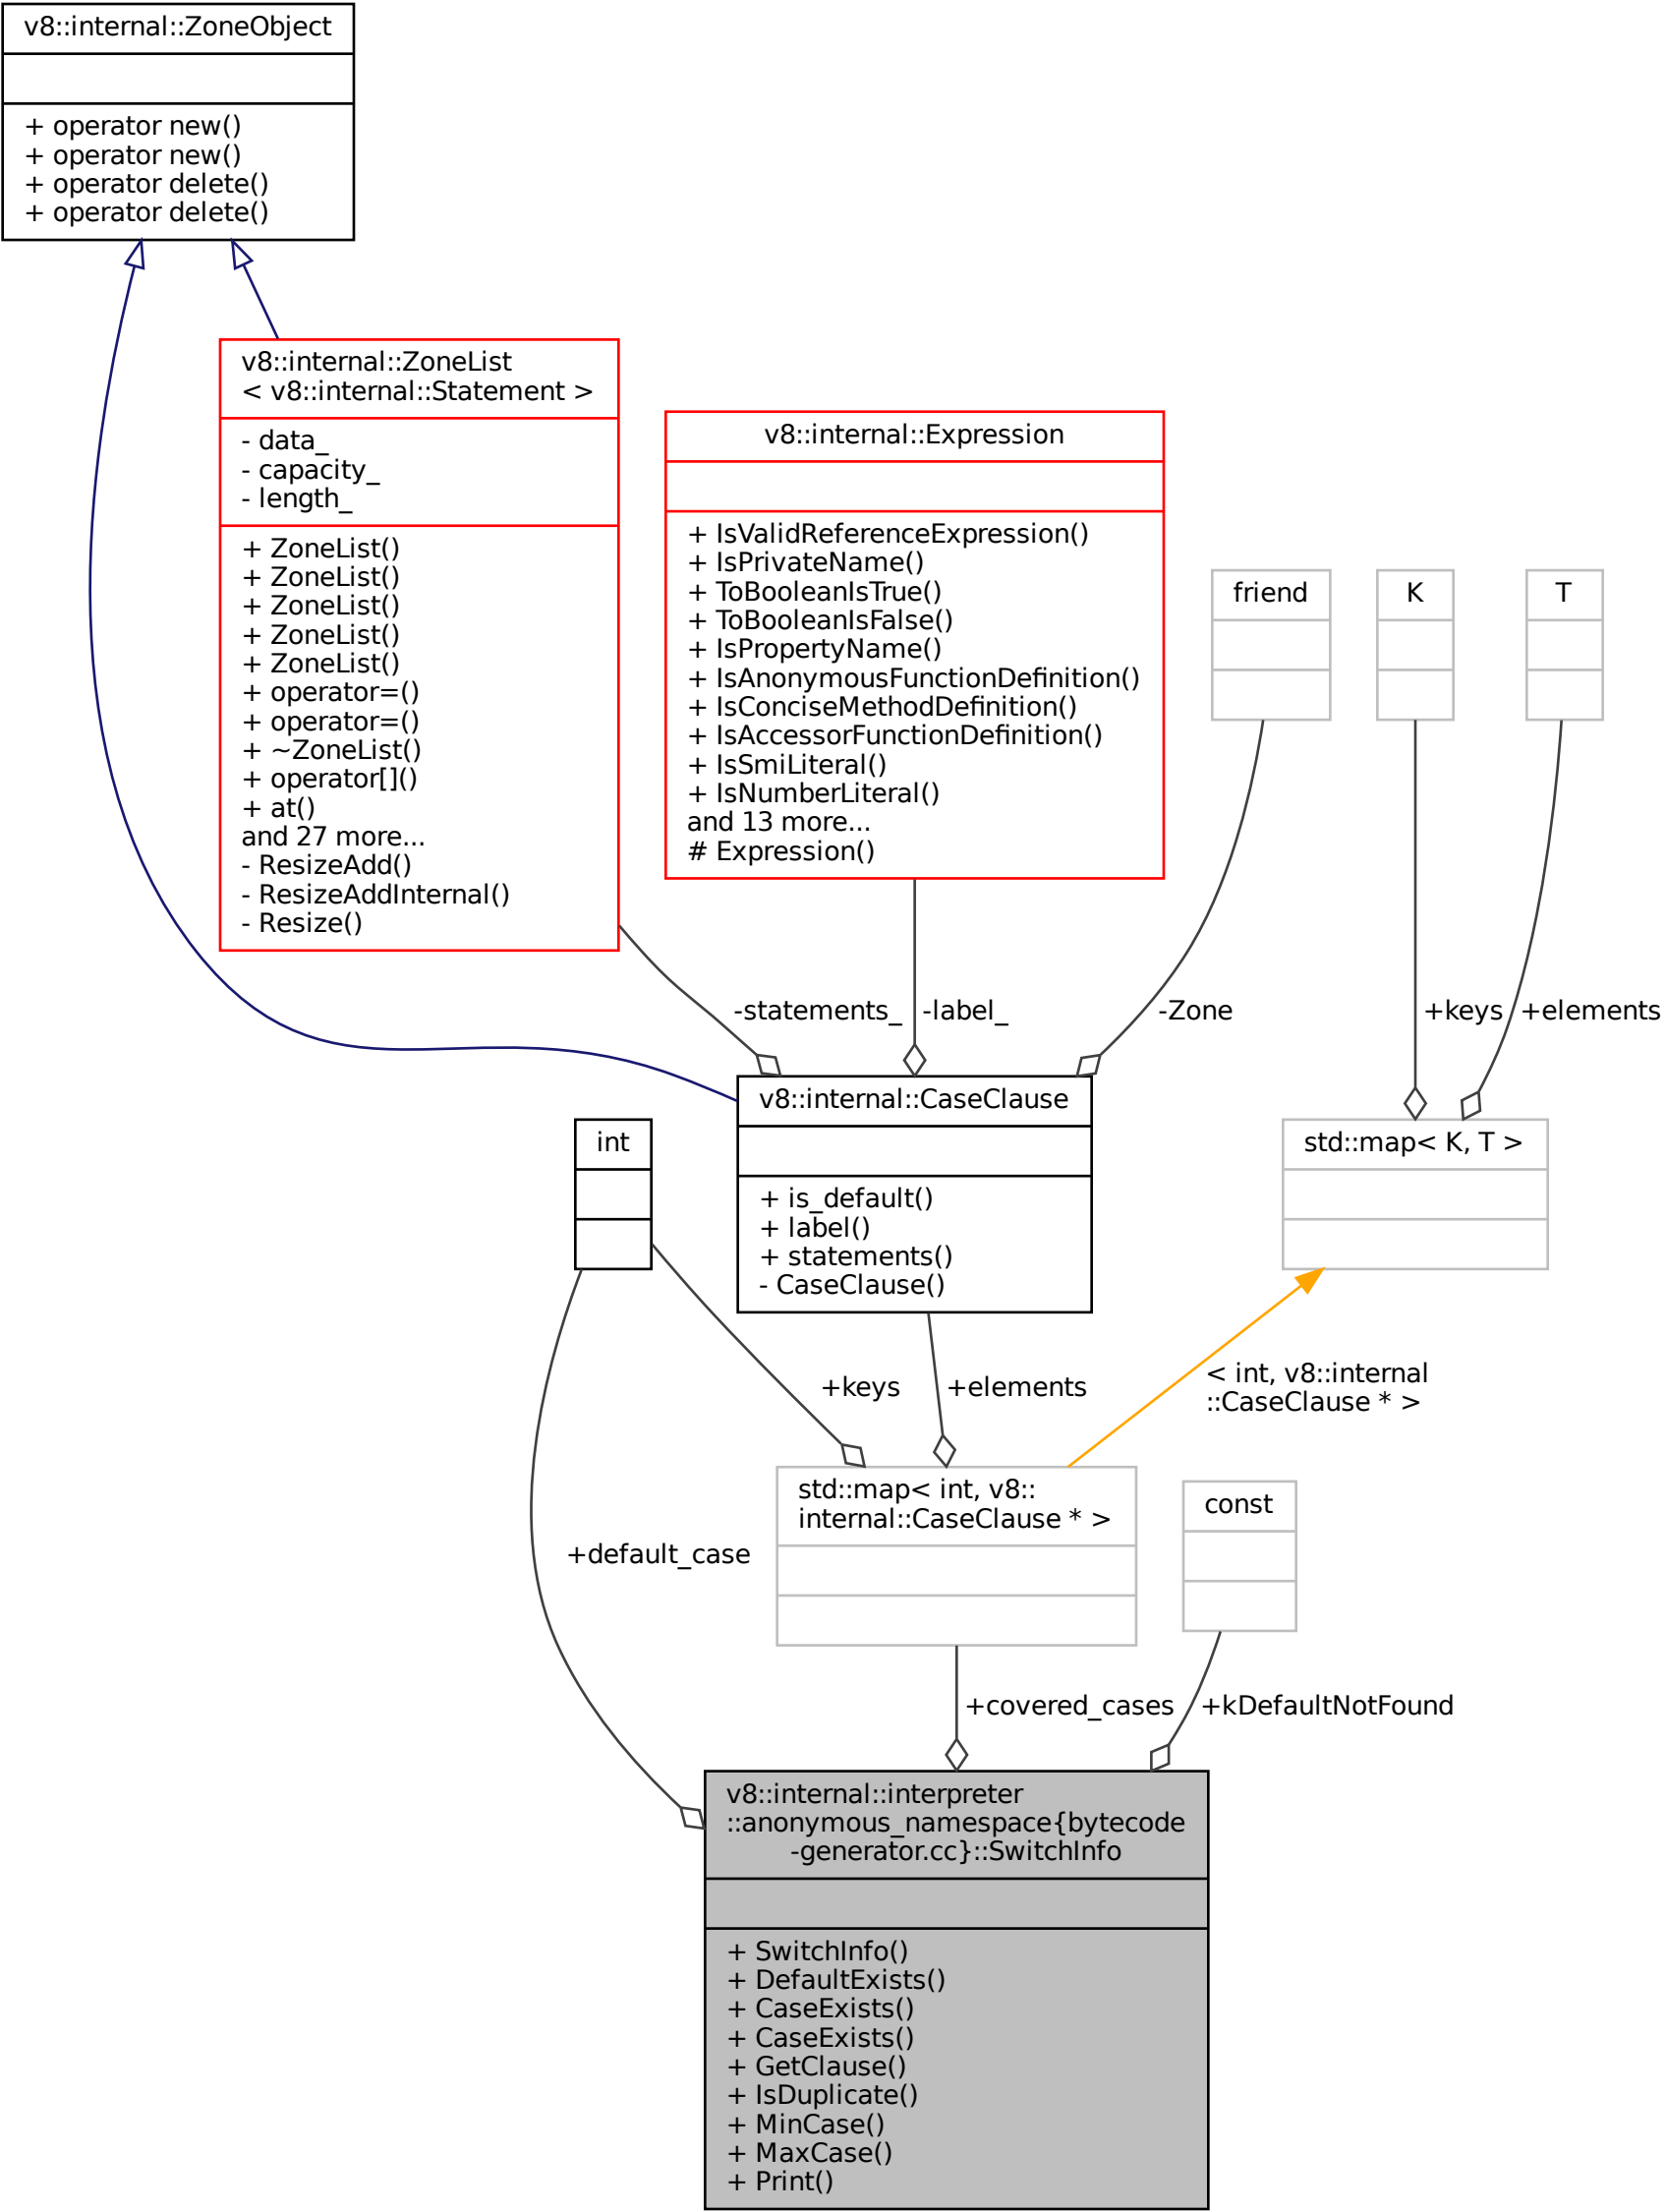 v8::internal::ZoneObject
+ operator new()
+ operator new()
+ operator delete()
+ operator delete()
v8::internal::ZoneList
< v8::internal::Statement >
- data_
- capacity_
- length_
+ ZoneList()
+ ZoneList()
+ ZoneList()
+ ZoneList()
+ ZoneList()
+ operator=()
+ operator=()
+ ~ZoneList()
+ operator[]()
+ at()
and 27 more...
- ResizeAdd()
- ResizeAddInternal()
- Resize()
v8::internal::Expression
+ IsValidReferenceExpression()
+ IsPrivateName()
+ ToBooleanIsTrue()
+ ToBooleanIsFalse()
+ IsPropertyName()
+ IsAnonymousFunctionDefinition()
+ IsConciseMethodDefinition()
+ IsAccessorFunctionDefinition()
+ IsSmiLiteral()
+ IsNumberLiteral()
and 13 more...
# Expression()
friend
K
T
-statements_
-label_
-Zone
+keys
+elements
v8::internal::CaseClause
+ is_default()
+ label()
+ statements()
- CaseClause()
int
std::map< K, T >
+keys
+elements
< int, v8::internal
::CaseClause * >
std::map< int, v8::
internal::CaseClause * >
const
+default_case
+covered_cases
+kDefaultNotFound
v8::internal::interpreter
::anonymous_namespace{bytecode
-generator.cc}::SwitchInfo
+ SwitchInfo()
+ DefaultExists()
+ CaseExists()
+ CaseExists()
+ GetClause()
+ IsDuplicate()
+ MinCase()
+ MaxCase()
+ Print()